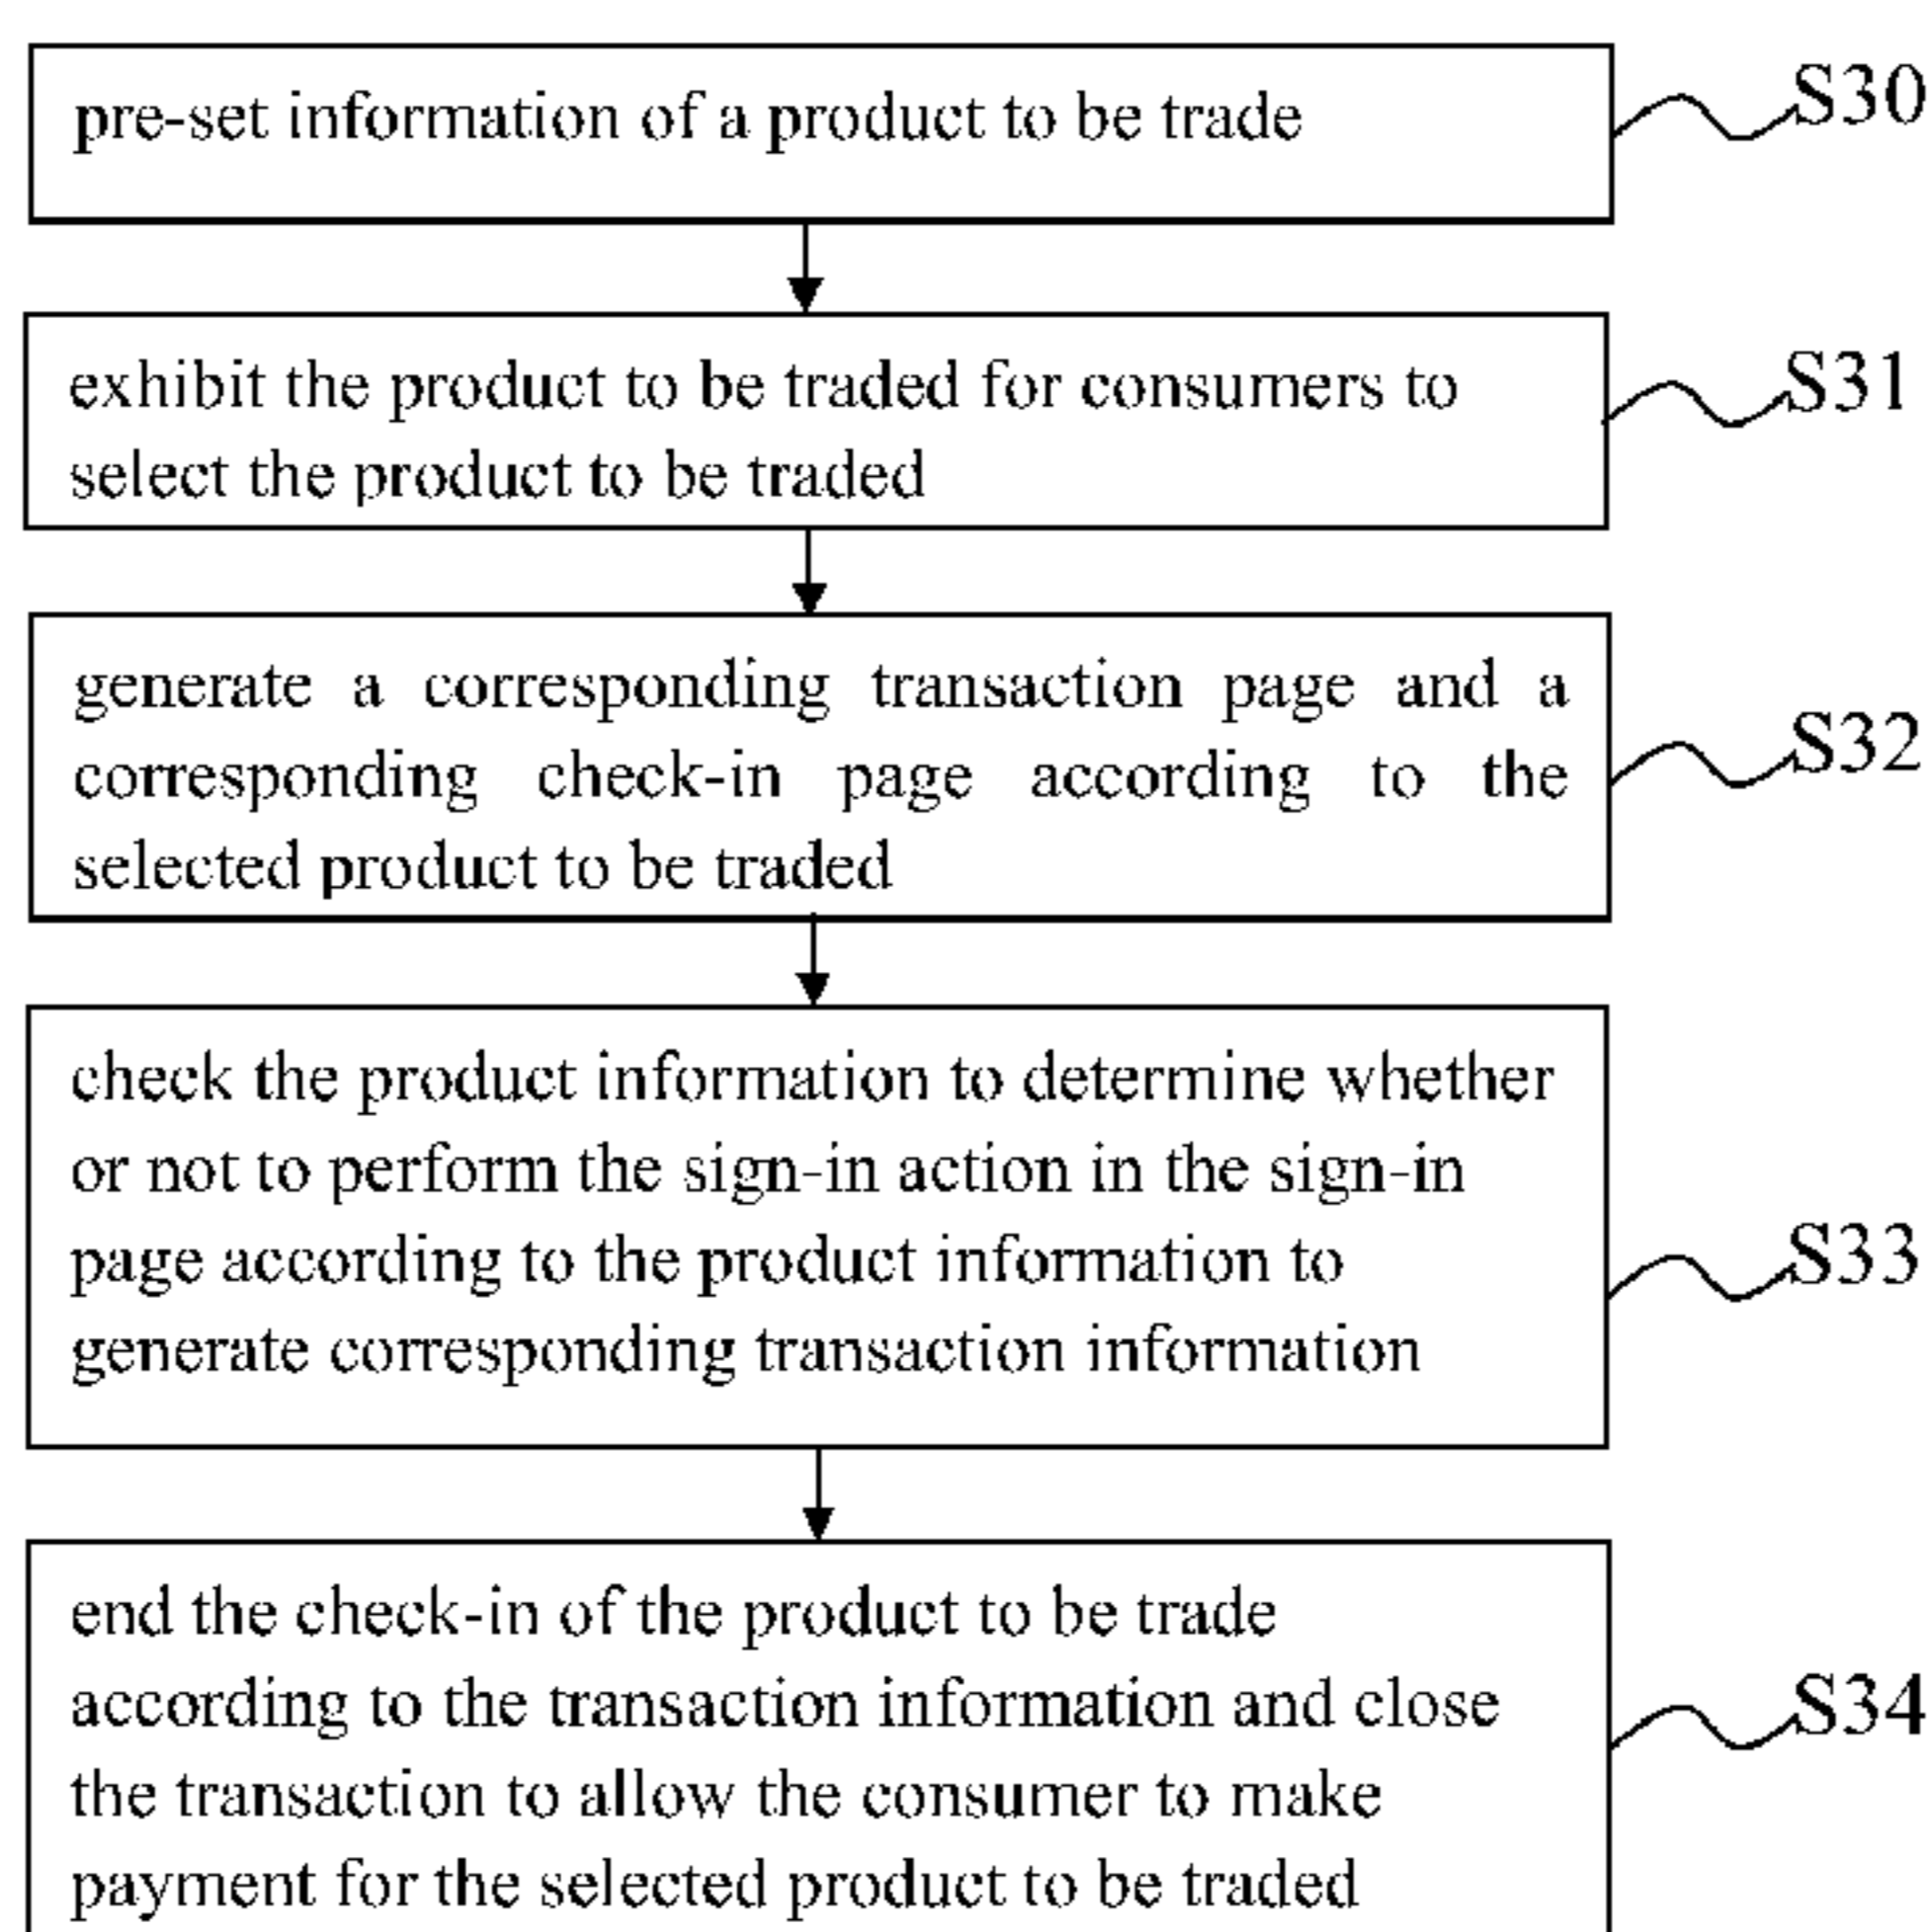 pre-set information of a product to be trade
S30
exhibit the product to be traded for consumers to
select the product to be traded
S31
generate a corresponding transaction page and a
corresponding check-in page according to the
selected product to be traded
S32
check the product information to determine whether
or not to perform the sign-in action in the sign-in
page according to the product information to
generate corresponding transaction information
S33
end the check-in of the product to be trade
according to the transaction information and close
the transaction to allow the consumer to make
payment for the selected product to be traded
S34